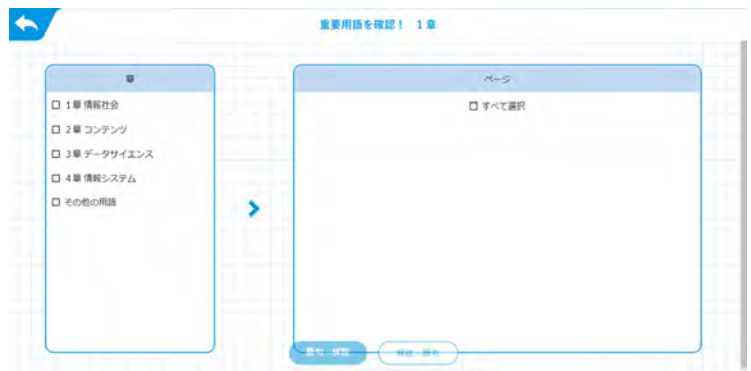 重要用語を確認! 1章
章
1章 情報社会
2章 コンテンツ
3章 データサイエンス
4章 情報システム
その他の用語
ページ
すべて選択